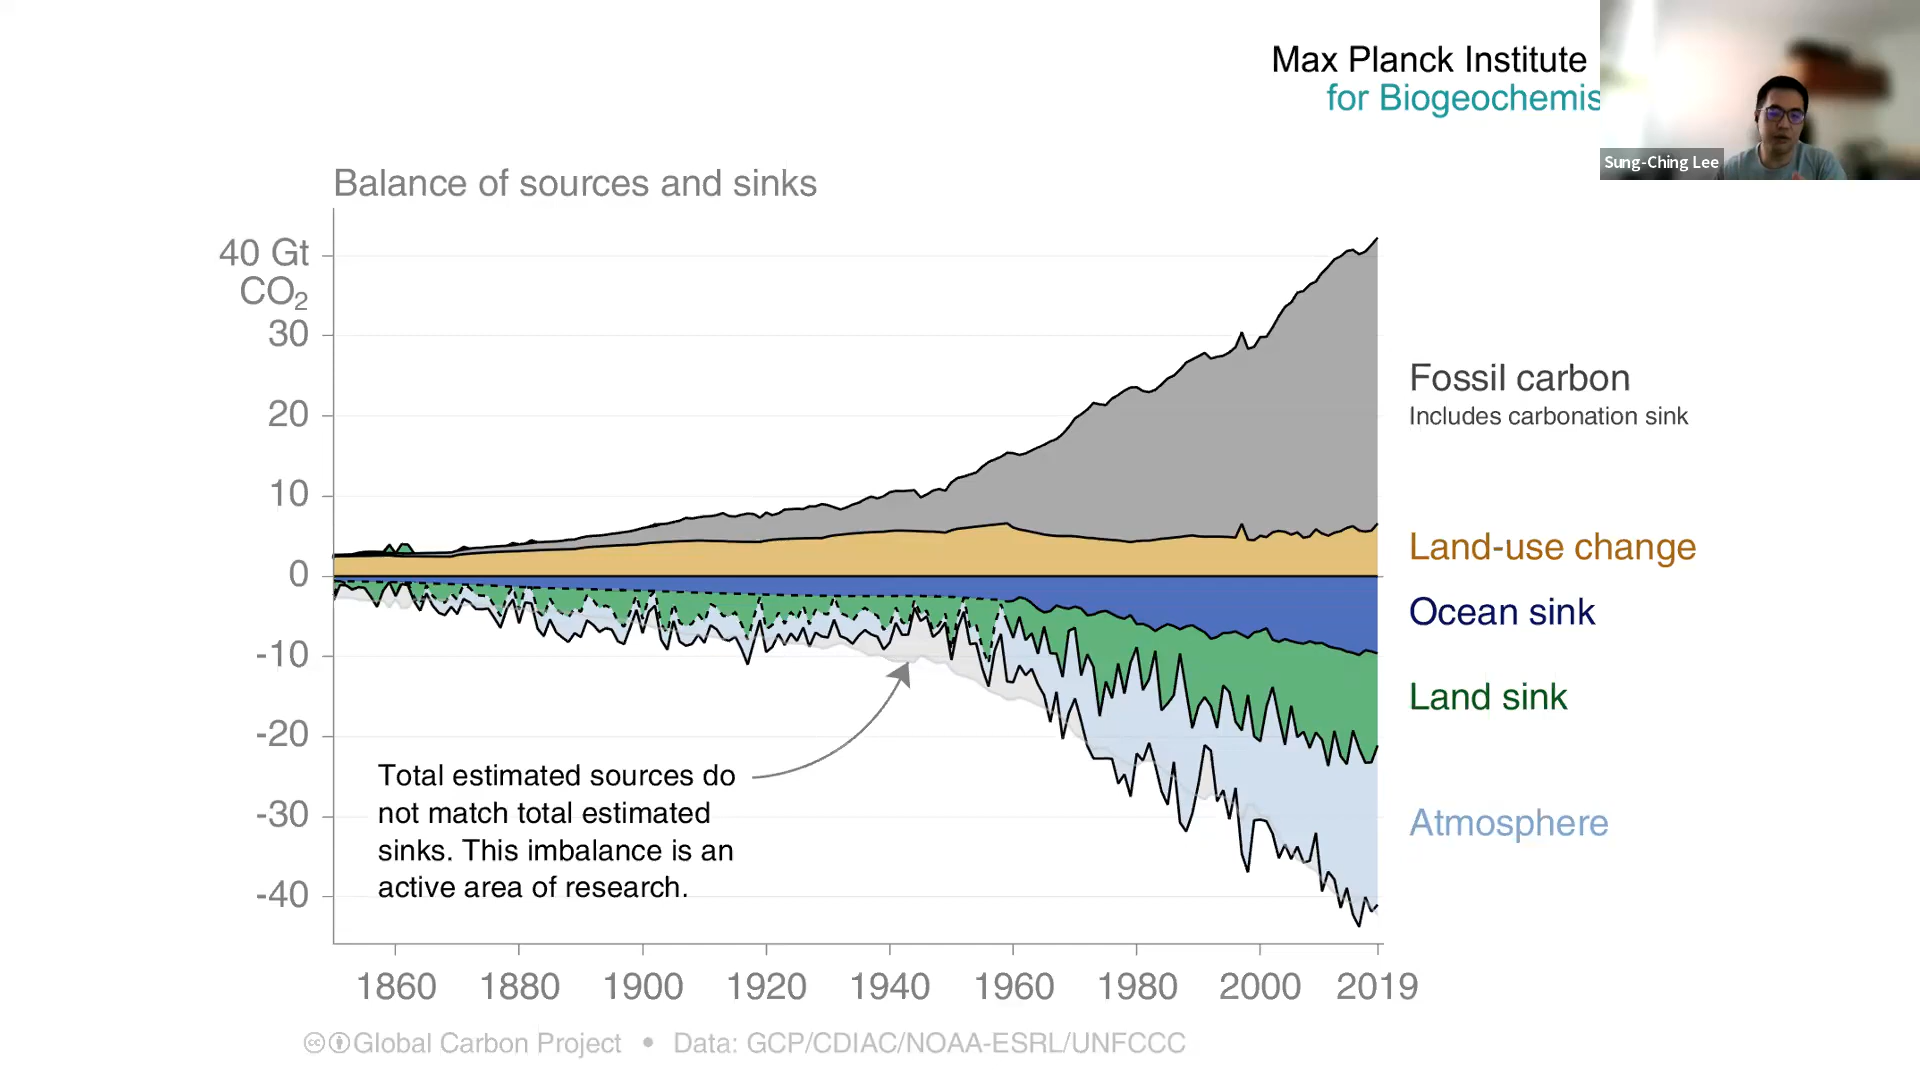 Max Planck Institute
for Biogeochemis
Sung-Ching Lee
Balance of sources and sinks
40 Gt
CO₂
30
20
10
0
-10
-20
-30
-40
Fossil carbon
Includes carbonation sink
Land-use change
Ocean sink
Land sink
Atmosphere
Total estimated sources do
not match total estimated
sinks. This imbalance is an
active area of research.
1860 1880 1900 1920 1940 1960 1980 2000 2019
Global Carbon Project • Data: GCP/CDIAC/NOAA-ESRL/UNFCCC